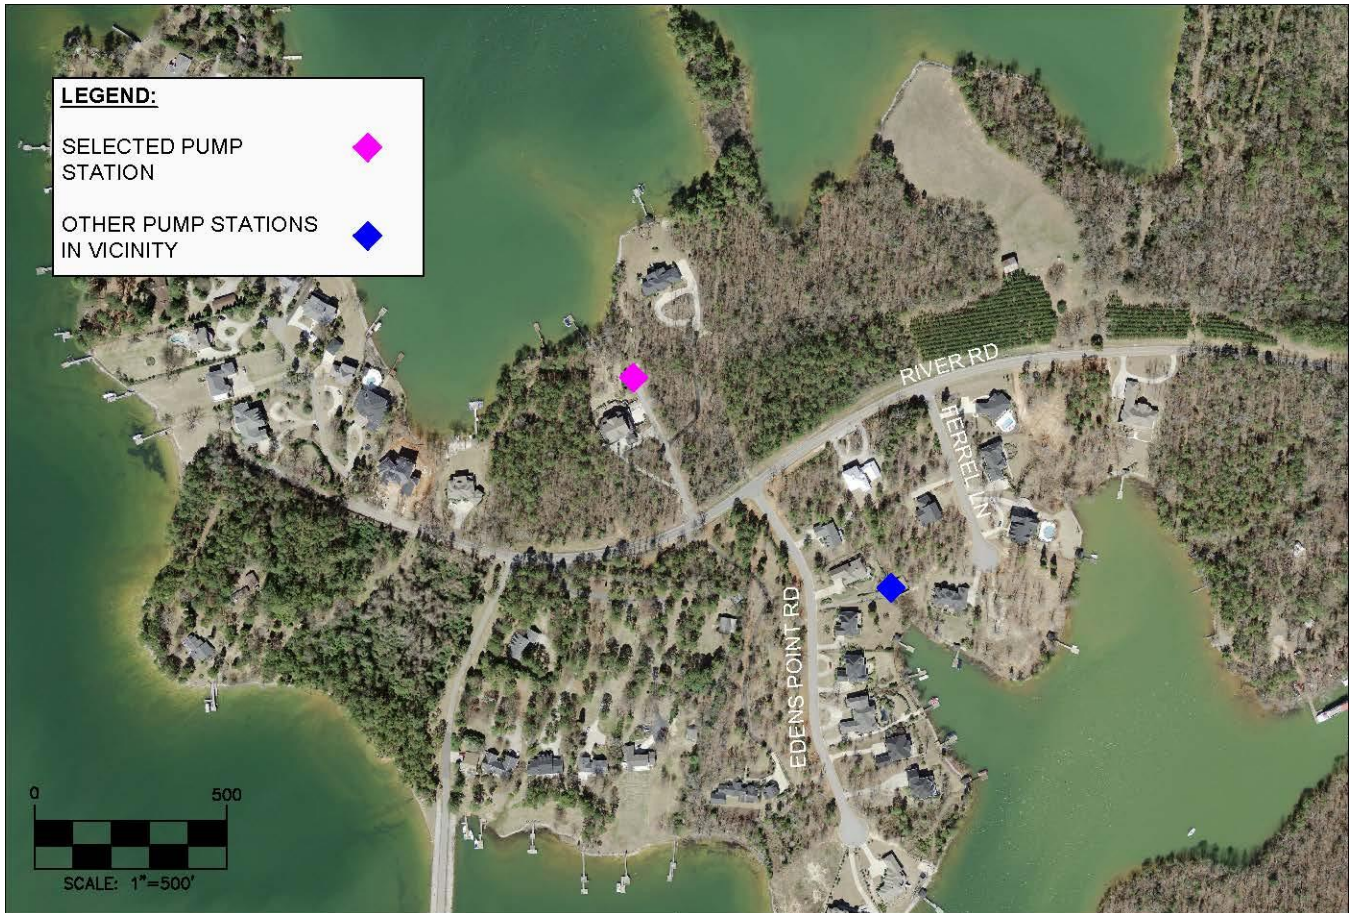 LEGEND:
SELECTED PUMP
STATION
OTHER PUMP STATIONS
IN VICINITY
RIVER RD
TERREL LN
EDENS POINT RD
0 500
SCALE: 1"=500'